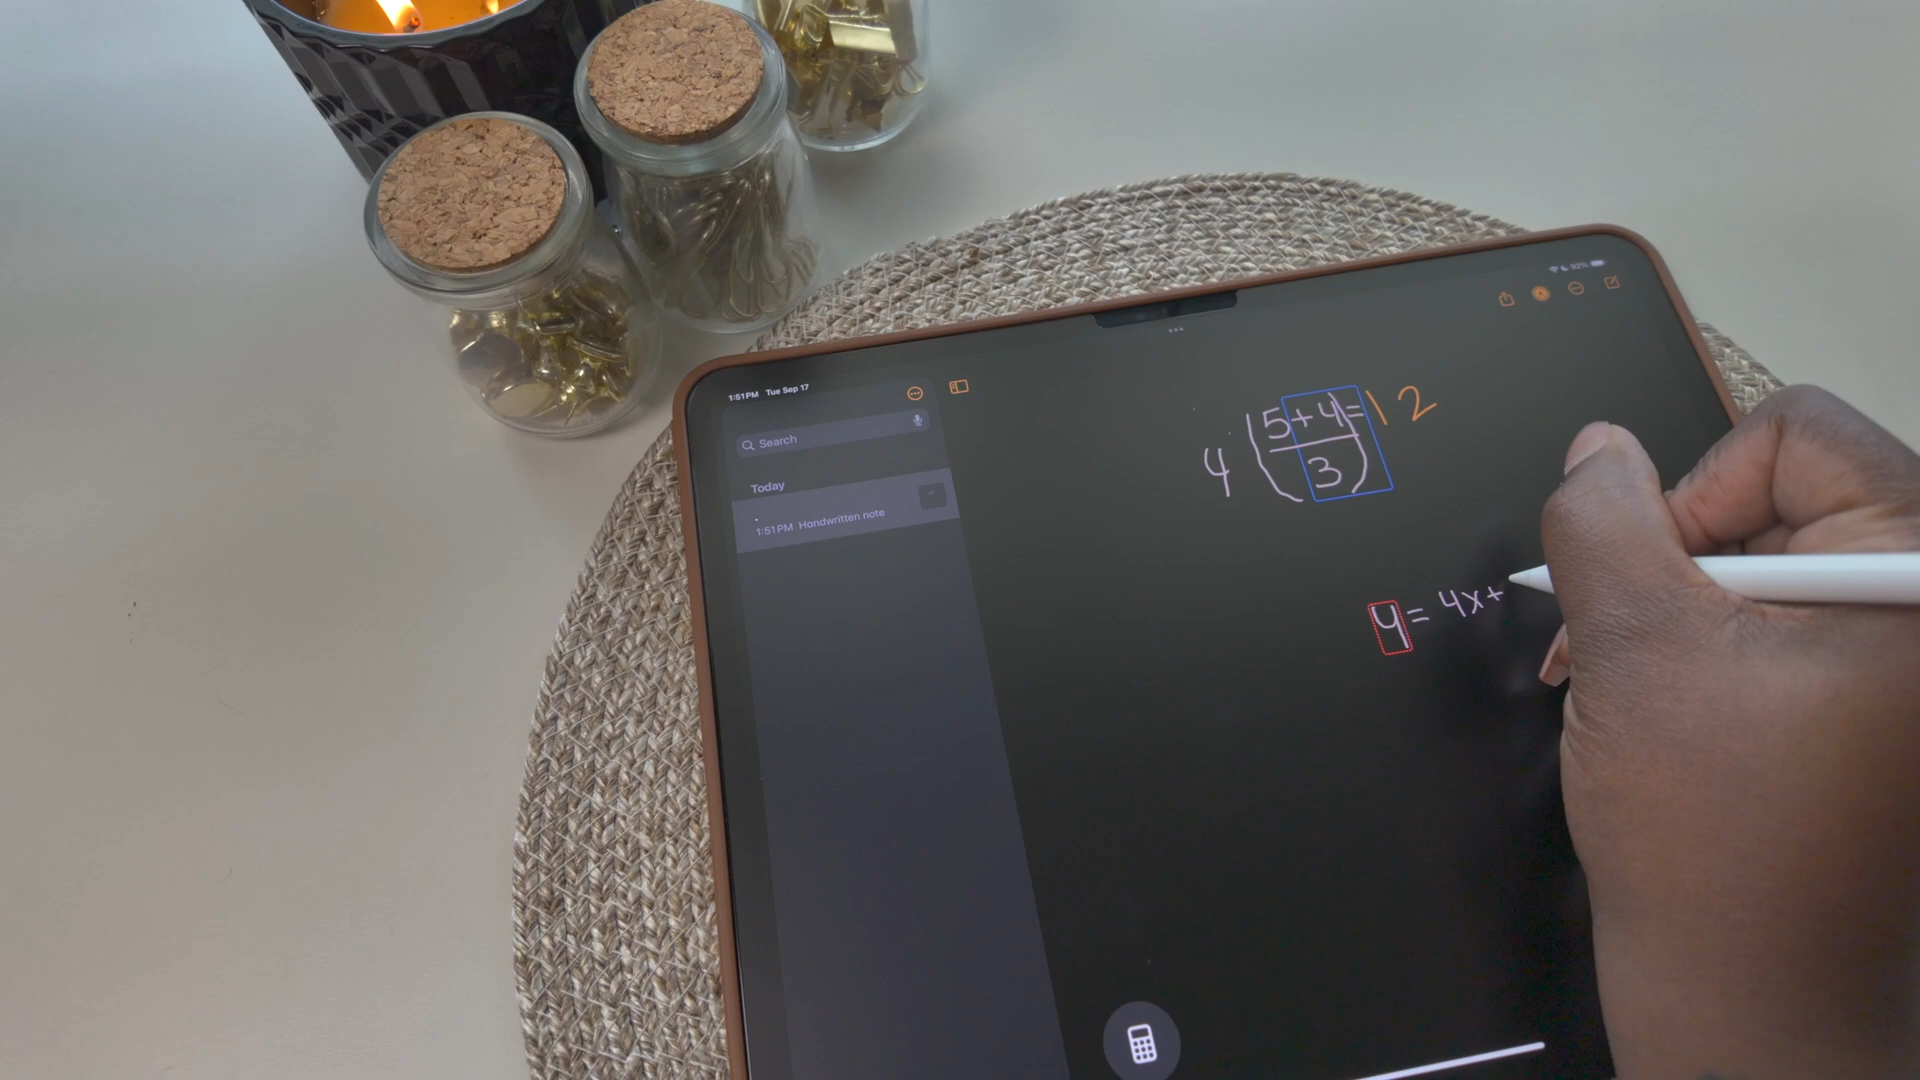 1:51 PM Tue Sep 17
92%
Search
Today
1:51 PM Handwritten note
4 (5+4/3) = 12
y = 4x+